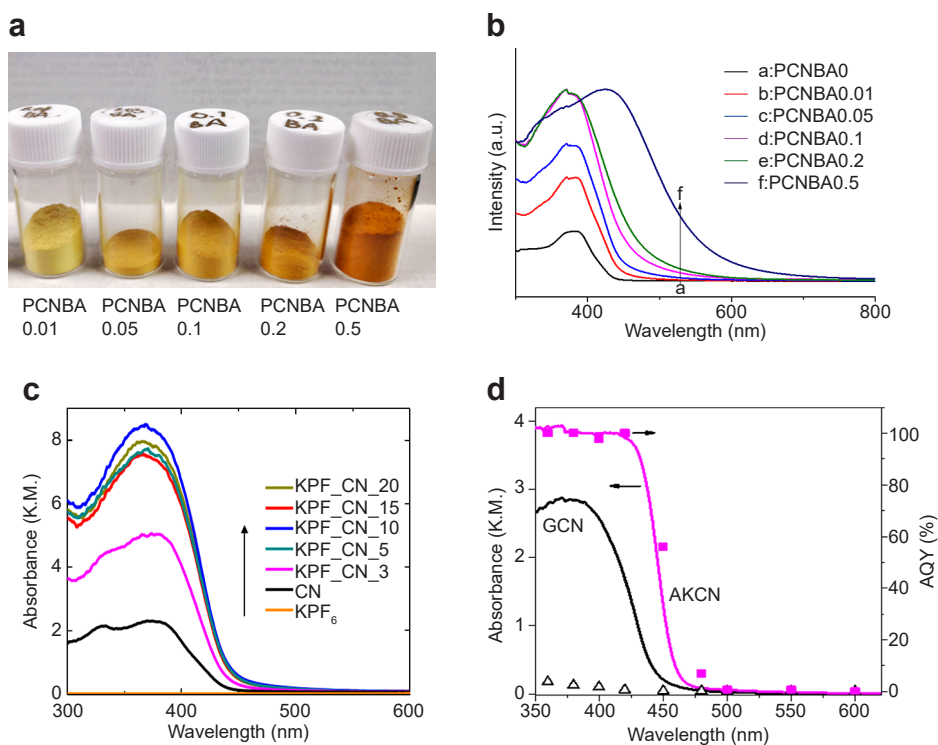 a
0.1
BA
0.2
BA
PCNBA PCNBA PCNBA PCNBA PCNBA
0.01 0.05 0.1 0.2 0.5
b
Intensity (a.u.)
a:PCNBA0
b:PCNBA0.01
c:PCNBA0.05
d:PCNBA0.1
e:PCNBA0.2
f:PCNBA0.5
f
a
400 600 800
Wavelength (nm)
c
Absorbance (K.M.)
8
6
4
2
0
KPF_CN_20
KPF_CN_15
KPF_CN_10
KPF_CN_5
KPF_CN_3
CN
KPF6
300 400 500 600
Wavelength (nm)
d
Absorbance (K.M.)
4
3
2
1
0
GCN
AKCN
100
80
60
40
20
0
AQY (%)
350 400 450 500 550 600
Wavelength (nm)